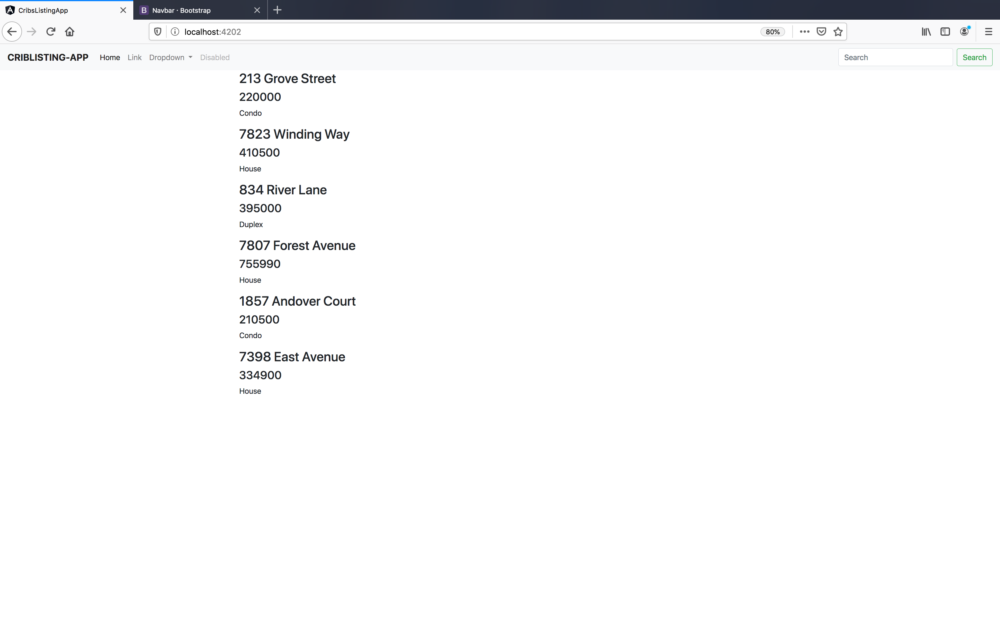 CribsListingApp
B Navbar · Bootstrap
localhost:4202
80%
CRIBLISTING-APP Home Link Dropdown Disabled Search Search
213 Grove Street
220000
Condo
7823 Winding Way
410500
House
834 River Lane
395000
Duplex
7807 Forest Avenue
755990
House
1857 Andover Court
210500
Condo
7398 East Avenue
334900
House